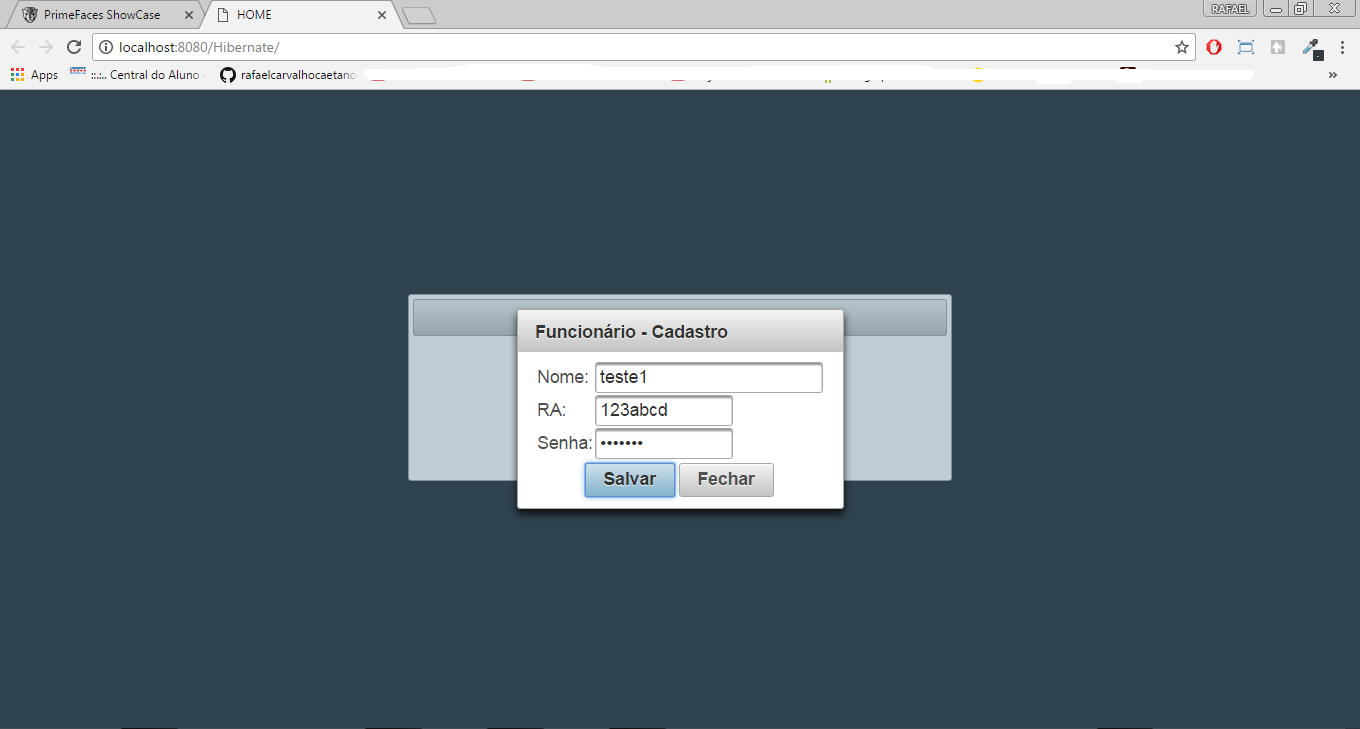 PrimeFaces ShowCase
HOME
RAFAEL
localhost:8080/Hibernate/
Apps
.::.:.. Central do Aluno -
rafaelcarvalhocaetano
»
Funcionário - Cadastro
Nome: teste1
RA: 123abcd
Senha: •••••••
Salvar Fechar